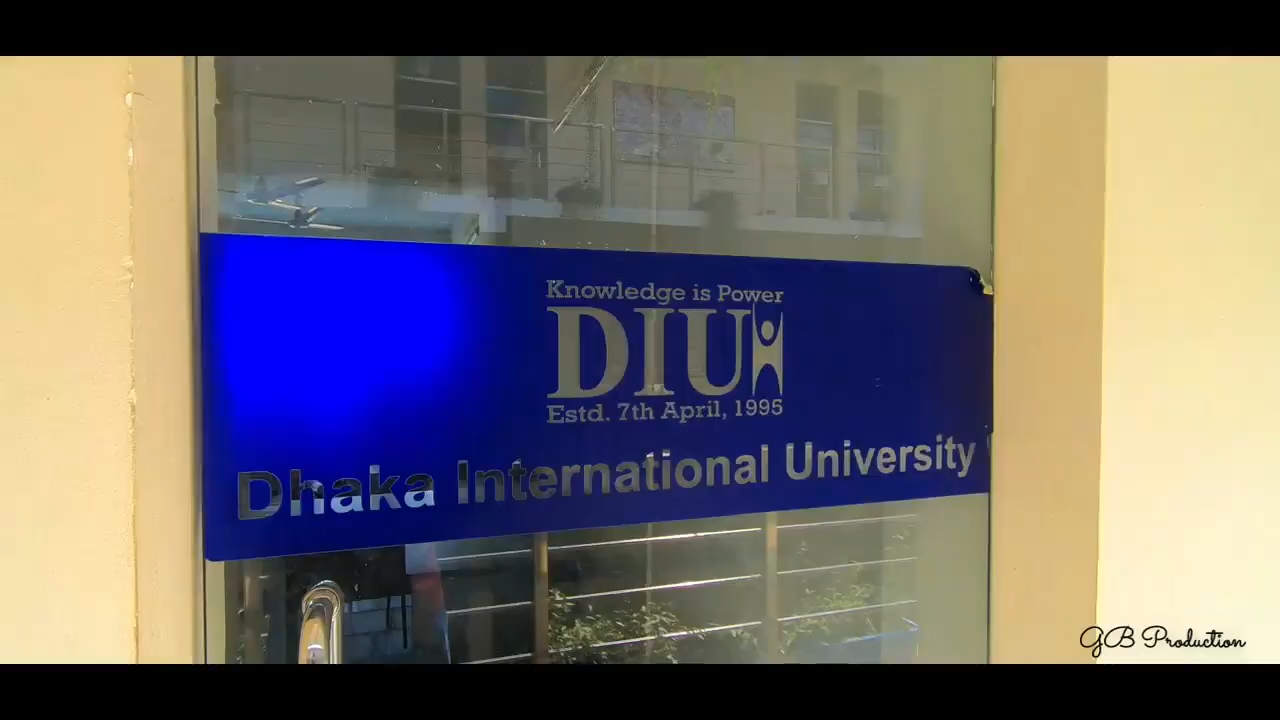 Knowledge is Power
DIU
Estd. 7th April, 1995
Dhaka International University
GB Production